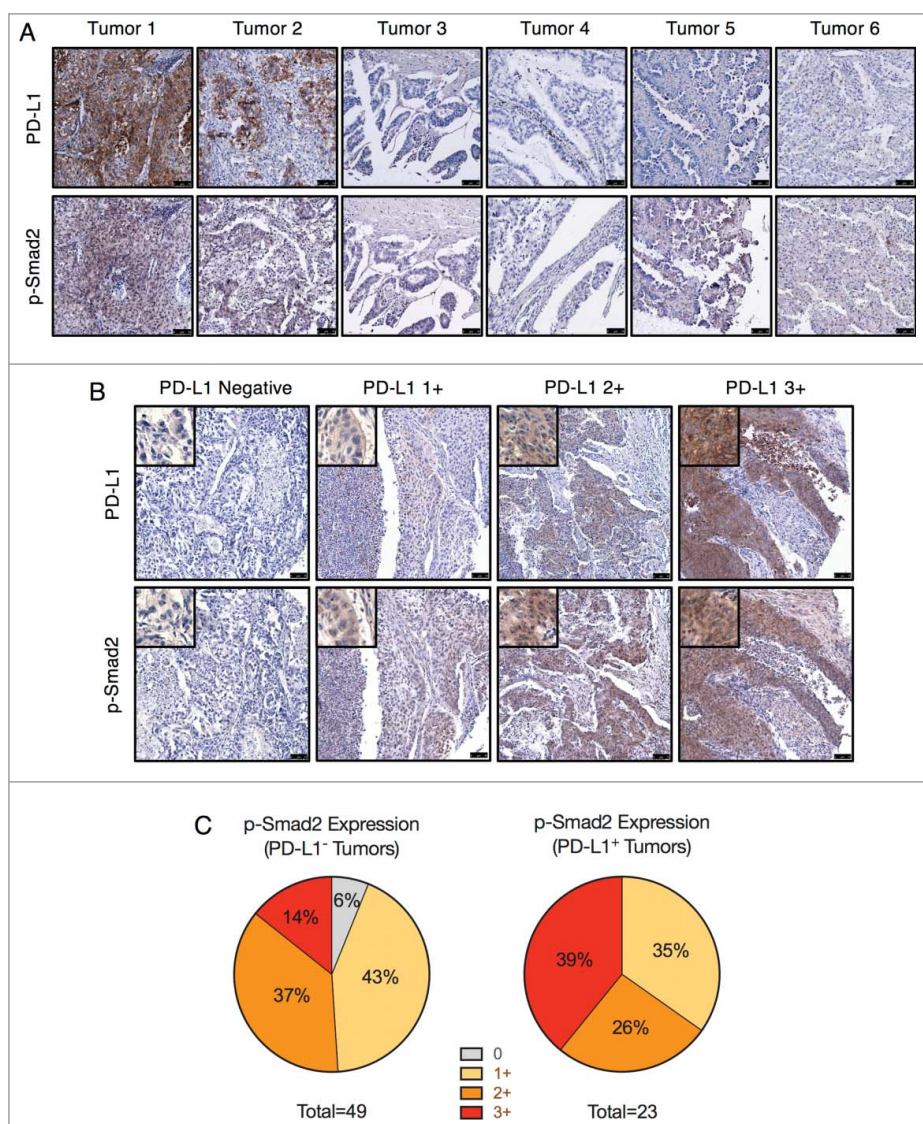 A
Tumor 1 Tumor 2 Tumor 3 Tumor 4 Tumor 5 Tumor 6
PD-L1
p-Smad2
B
PD-L1 Negative PD-L1 1+ PD-L1 2+ PD-L1 3+
PD-L1
p-Smad2
C
p-Smad2 Expression
(PD-L1⁻ Tumors)
6%
43%
37%
14%
Total=49
p-Smad2 Expression
(PD-L1⁺ Tumors)
35%
26%
39%
Total=23
0
1+
2+
3+